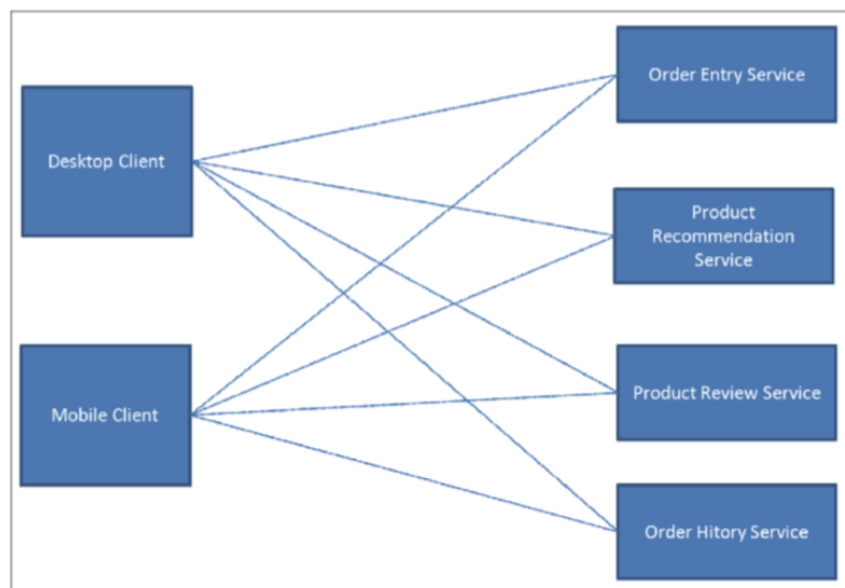 Order Entry Service
Desktop Client
Product
Recommendation
Service
Mobile Client
Product Review Service
Order Hitory Service